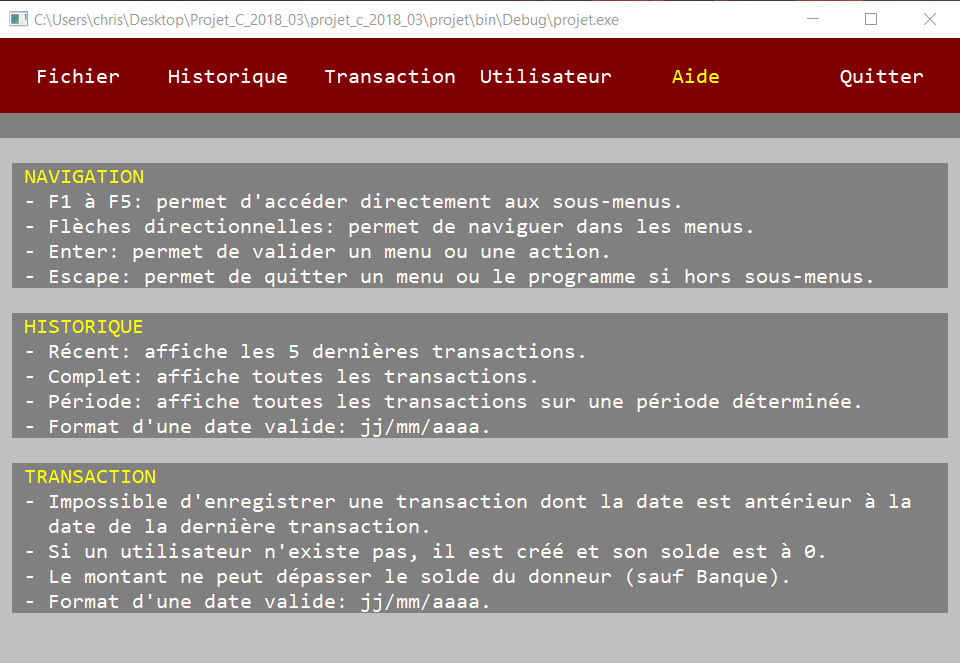 C:\Users\chris\Desktop\Projet_C_2018_03\projet_c_2018_03\projet\bin\Debug\projet.exe
Fichier Historique Transaction Utilisateur Aide Quitter
NAVIGATION
- F1 à F5: permet d'accéder directement aux sous-menus.
- Flèches directionnelles: permet de naviguer dans les menus.
- Enter: permet de valider un menu ou une action.
- Escape: permet de quitter un menu ou le programme si hors sous-menus.
HISTORIQUE
- Récent: affiche les 5 dernières transactions.
- Complet: affiche toutes les transactions.
- Période: affiche toutes les transactions sur une période déterminée.
- Format d'une date valide: jj/mm/aaaa.
TRANSACTION
- Impossible d'enregistrer une transaction dont la date est antérieur à la
date de la dernière transaction.
- Si un utilisateur n'existe pas, il est créé et son solde est à 0.
- Le montant ne peut dépasser le solde du donneur (sauf Banque).
- Format d'une date valide: jj/mm/aaaa.